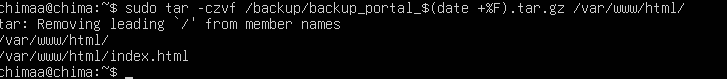 chimaa@chima:~$ sudo tar -czvf /backup/backup_portal_$(date +%F).tar.gz /var/www/html/
tar: Removing leading `/' from member names
/var/www/html/
/var/www/html/index.html
chimaa@chima:~$ _